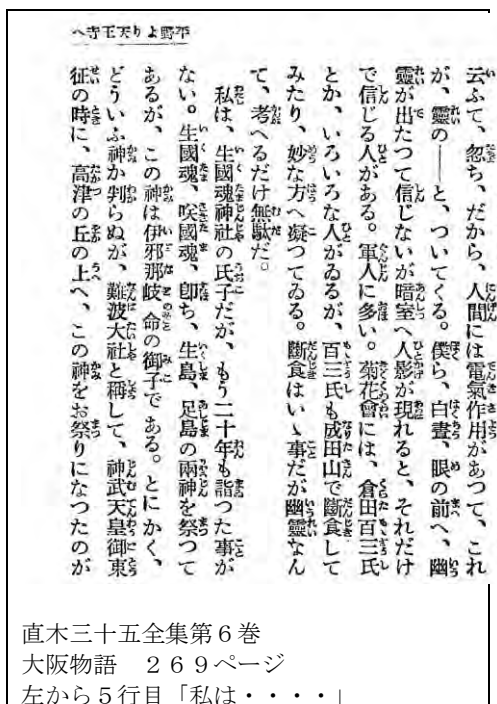 平野より天王寺へ
云ふて、忽ち、だから、人間には電氣作用があつて、これ
が、靈の――と、ついてくる。僕ら、白晝、眼の前へ、幽
靈が出たつて信じないが暗室へ人影が現れると、それだけ
で信じる人がある。軍人に多い。菊花會には、倉田百三氏
とか、いろいろな人がゐるが、百三氏も成田山で斷食して
みたり、妙な方へ凝つてゐる。斷食はいゝ事だが幽靈なん
て、考へるだけ無駄だ。
私は、生國魂神社の氏子だが、もう二十年も詣つた事が
ない。生國魂、咲國魂、卽ち、生島、足島の兩神を祭つて
あるが、この神は伊邪那岐命の御子である。とにかく、
どういふ神か判らぬが、難波大社と稱して、神武天皇御東
征の時に、高津の丘の上へ、この神をお祭りになつたのが
直木三十五全集第6巻
大阪物語　269ページ
左から5行目「私は・・・・」